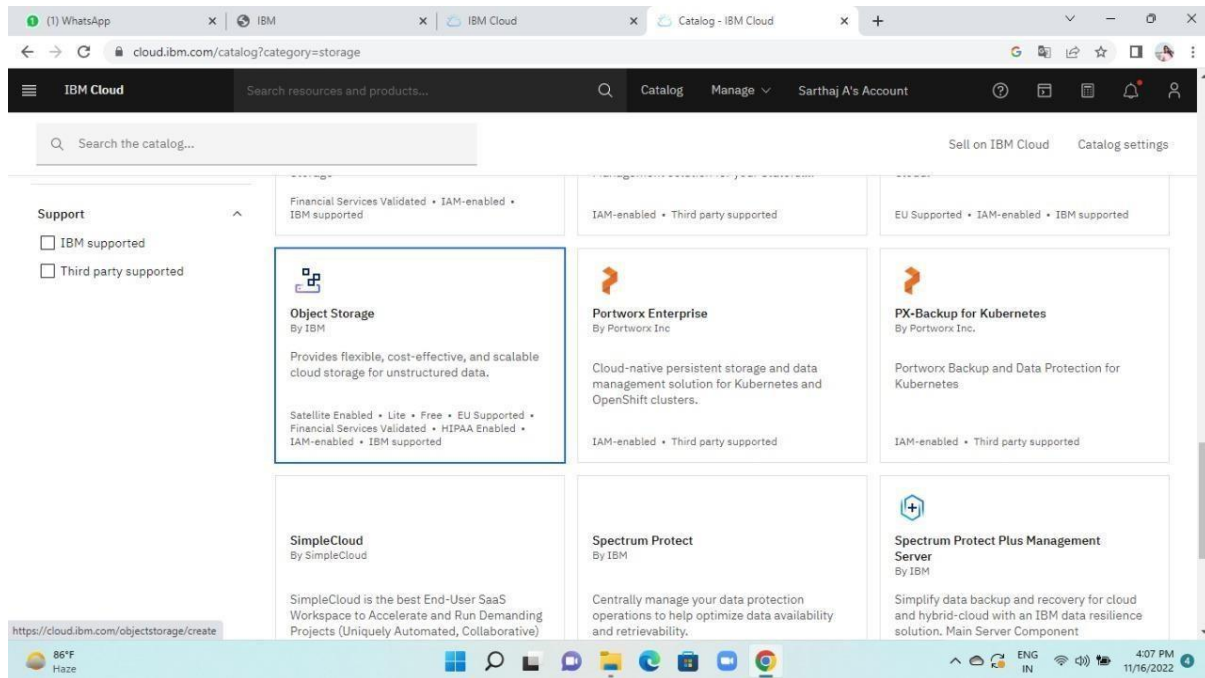 (1) WhatsApp
IBM
IBM Cloud
Catalog - IBM Cloud
cloud.ibm.com/catalog?category=storage
IBM Cloud
Search resources and products...
Catalog
Manage
Sarthaj A's Account
Search the catalog...
Sell on IBM Cloud
Catalog settings
Support
IBM supported
Third party supported
Financial Services Validated • IAM-enabled •
IBM supported
IAM-enabled • Third party supported
EU Supported • IAM-enabled • IBM supported
Object Storage
By IBM
Provides flexible, cost-effective, and scalable
cloud storage for unstructured data.
Satellite Enabled • Lite • Free • EU Supported •
Financial Services Validated • HIPAA Enabled •
IAM-enabled • IBM supported
Portworx Enterprise
By Portworx Inc
Cloud-native persistent storage and data
management solution for Kubernetes and
OpenShift clusters.
IAM-enabled • Third party supported
PX-Backup for Kubernetes
By Portworx Inc.
Portworx Backup and Data Protection for
Kubernetes
IAM-enabled • Third party supported
SimpleCloud
By SimpleCloud
SimpleCloud is the best End-User SaaS
Workspace to Accelerate and Run Demanding
Projects (Uniquely Automated, Collaborative)
Spectrum Protect
By IBM
Centrally manage your data protection
operations to help optimize data availability
and retrievability.
Spectrum Protect Plus Management
Server
By IBM
Simplify data backup and recovery for cloud
and hybrid-cloud with an IBM data resilience
solution. Main Server Component
https://cloud.ibm.com/objectstorage/create
86°F
Haze
ENG
IN
4:07 PM
11/16/2022
4